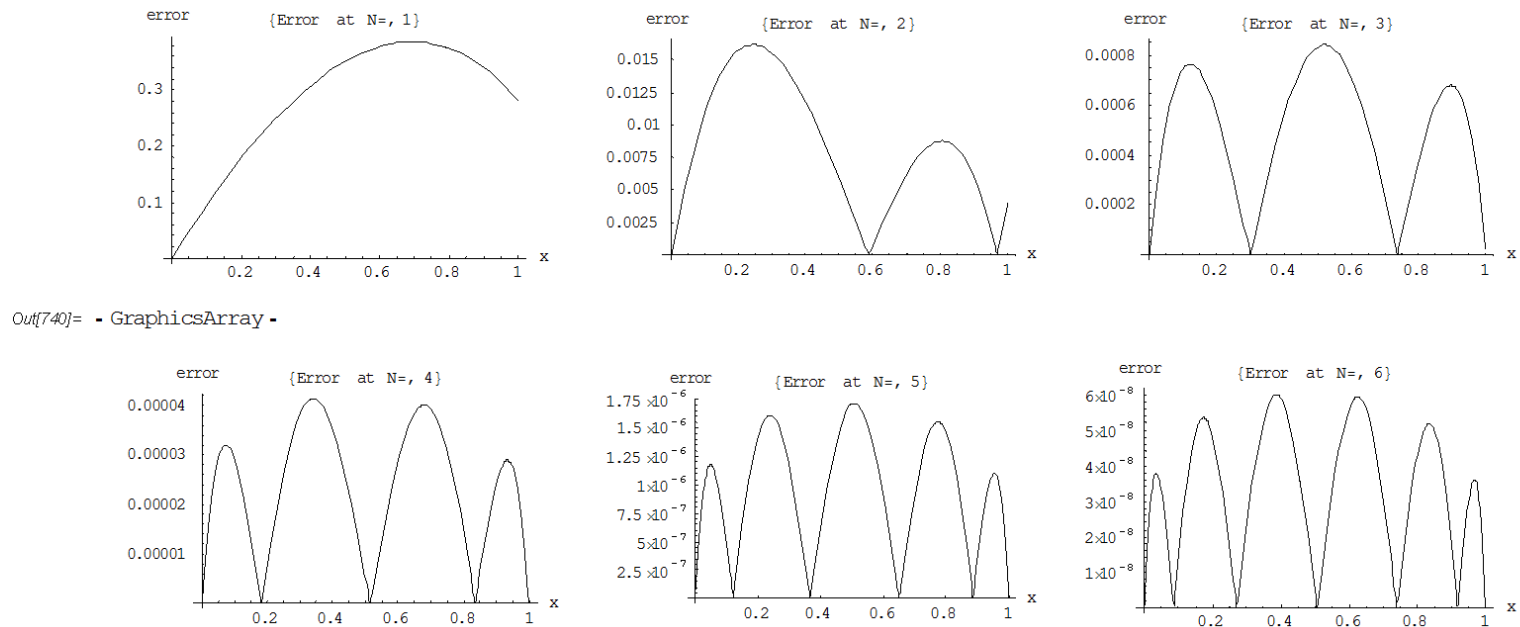 error {Error at N=, 1}
0.3
0.2
0.1
0.2 0.4 0.6 0.8 1 x
error {Error at N=, 2}
0.015
0.0125
0.01
0.0075
0.005
0.0025
0.2 0.4 0.6 0.8 1 x
error {Error at N=, 3}
0.0008
0.0006
0.0004
0.0002
0.2 0.4 0.6 0.8 1 x
Out[740]= - GraphicsArray -
error {Error at N=, 4}
0.00004
0.00003
0.00002
0.00001
0.2 0.4 0.6 0.8 1 x
error {Error at N=, 5}
1.75 ×10^-6
1.5 ×10^-6
1.25 ×10^-6
1 ×10^-6
7.5 ×10^-7
5 ×10^-7
2.5 ×10^-7
0.2 0.4 0.6 0.8 1 x
error {Error at N=, 6}
6×10^-8
5×10^-8
4×10^-8
3×10^-8
2×10^-8
1×10^-8
0.2 0.4 0.6 0.8 1 x